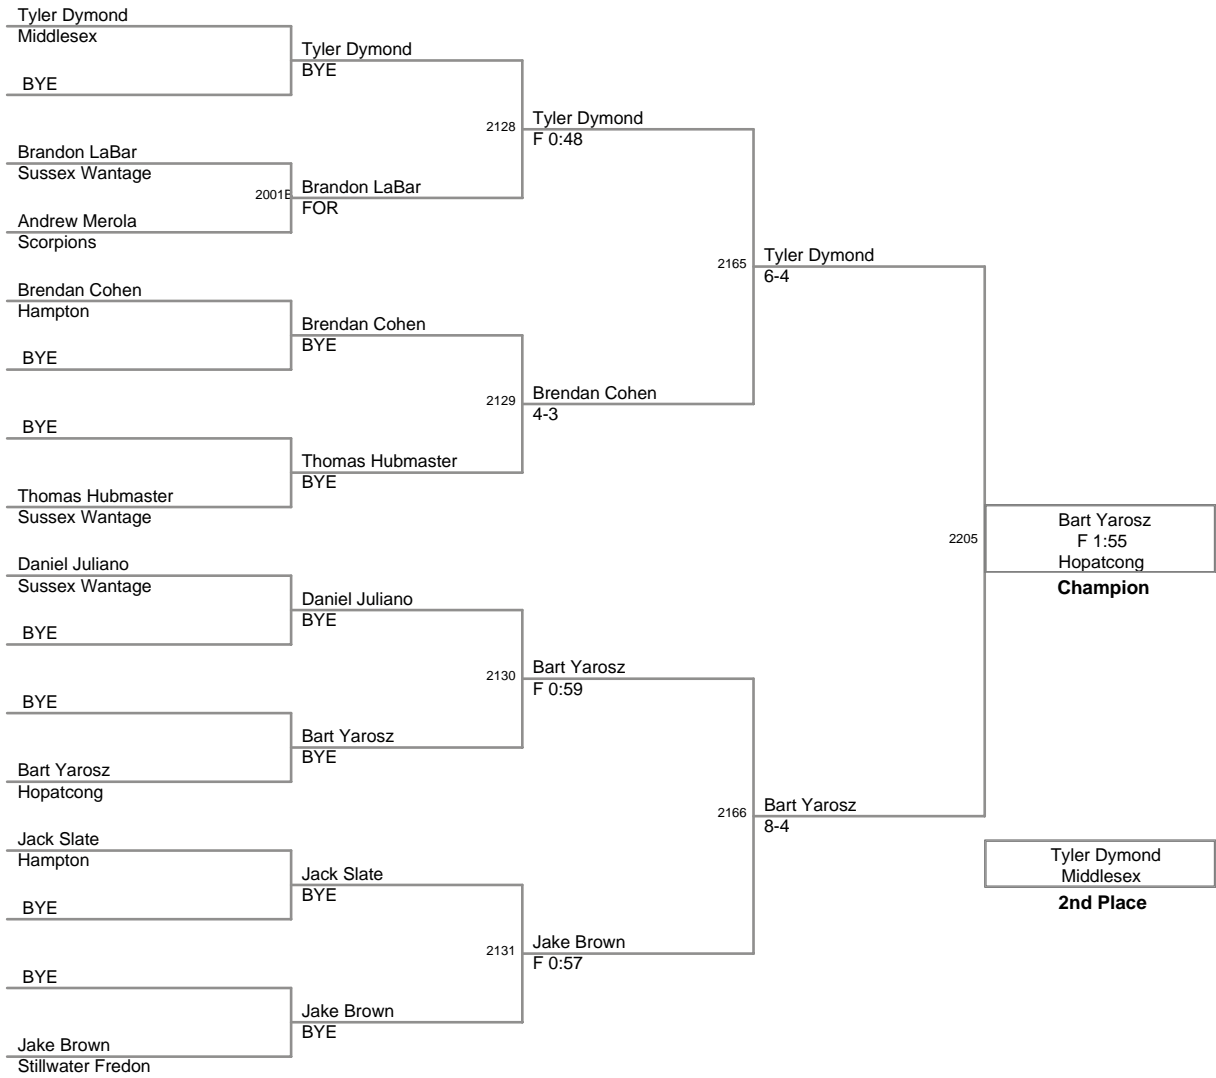 Tyler Dymond
Middlesex
BYE
Brandon LaBar
Sussex Wantage
Andrew Merola
Scorpions
Brendan Cohen
Hampton
BYE
BYE
Thomas Hubmaster
Sussex Wantage
Daniel Juliano
Sussex Wantage
BYE
BYE
Bart Yarosz
Hopatcong
Jack Slate
Hampton
BYE
BYE
Jake Brown
Stillwater Fredon
Tyler Dymond
BYE
2001B
Brandon LaBar
FOR
Brendan Cohen
BYE
Thomas Hubmaster
BYE
Daniel Juliano
BYE
Bart Yarosz
BYE
Jack Slate
BYE
Jake Brown
BYE
2128
Tyler Dymond
F 0:48
2129
Brendan Cohen
4-3
2130
Bart Yarosz
F 0:59
2131
Jake Brown
F 0:57
2165
Tyler Dymond
6-4
2166
Bart Yarosz
8-4
2205
Bart Yarosz
F 1:55
Hopatcong
Champion
Tyler Dymond
Middlesex
2nd Place